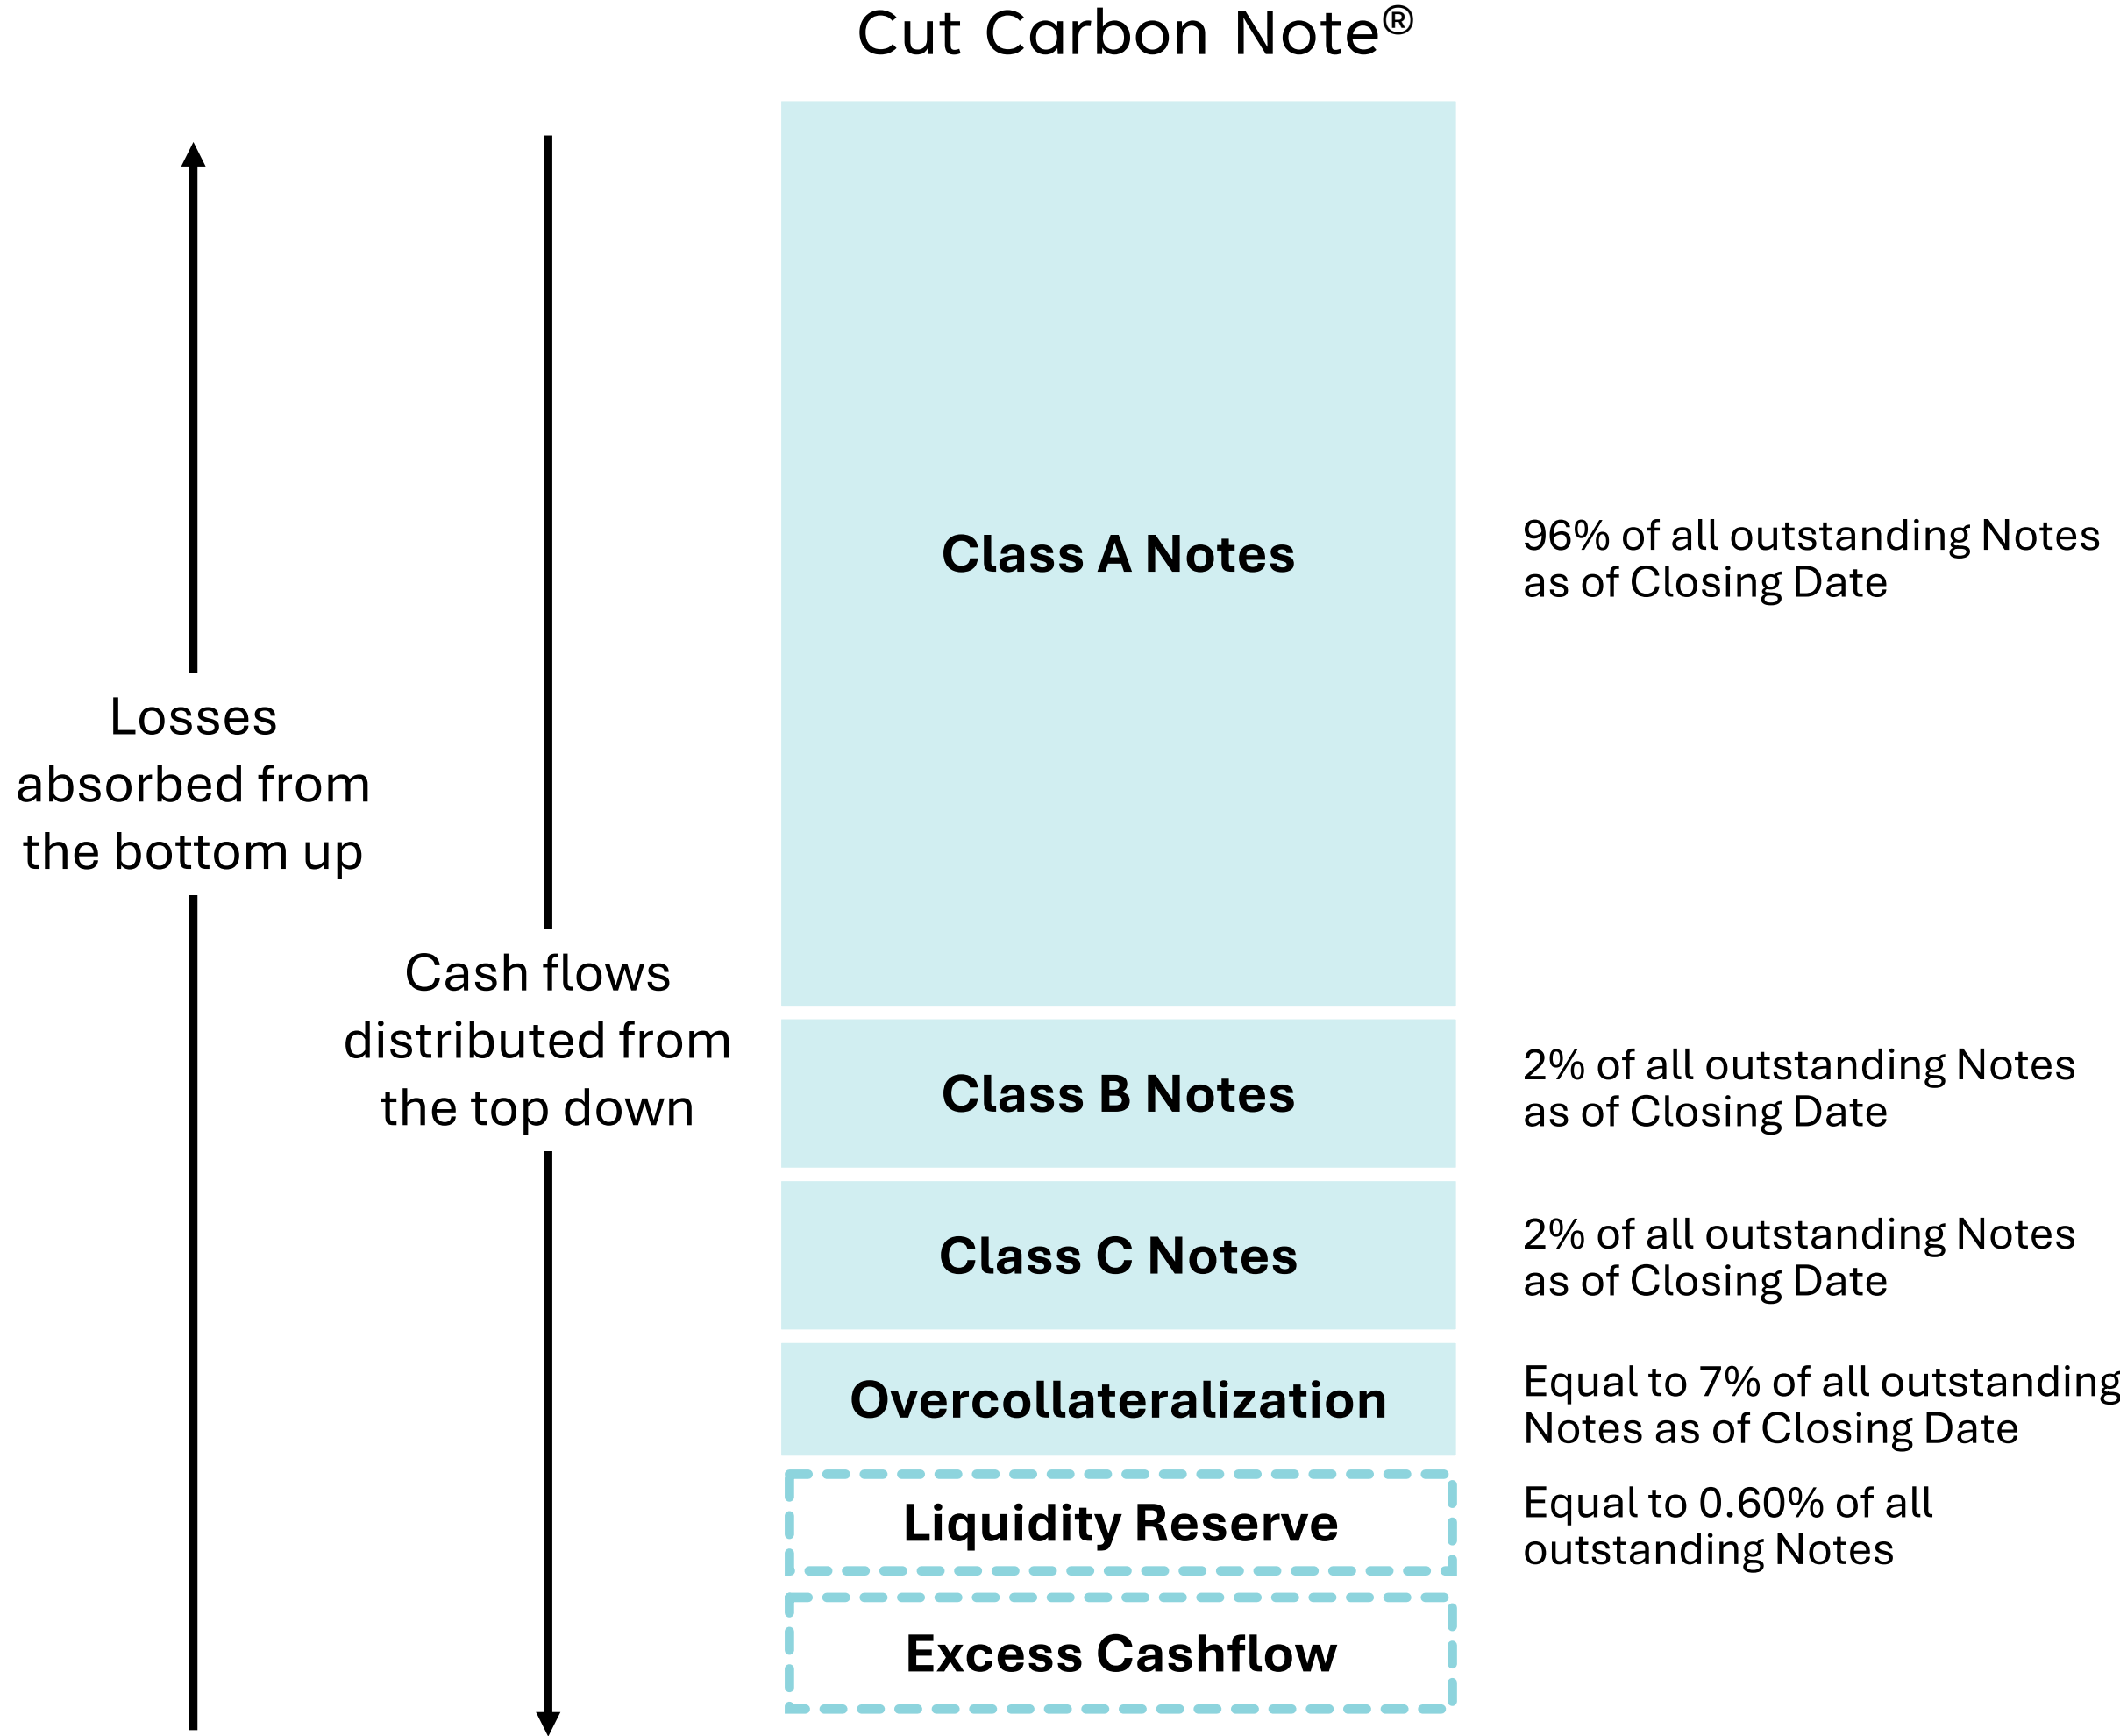 Cut Carbon Note®
Losses
absorbed from
the bottom up
Cash flows
distributed from
the top down
Class A Notes
96% of all outstanding Notes
as of Closing Date
Class B Notes
2% of all outstanding Notes
as of Closing Date
Class C Notes
2% of all outstanding Notes
as of Closing Date
Overcollateralization
Equal to 7% of all outstanding
Notes as of Closing Date
Liquidity Reserve
Equal to 0.60% of all
outstanding Notes
Excess Cashflow